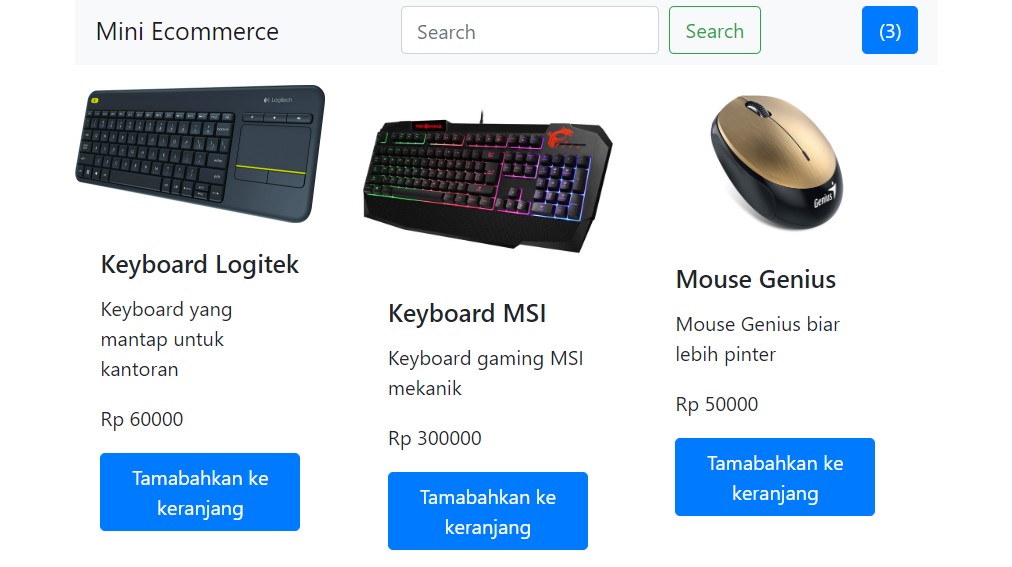 Mini Ecommerce
Search
Search
(3)
Logitech
Genius
Keyboard Logitek
Keyboard yang
mantap untuk
kantoran
Rp 60000
Tamabahkan ke
keranjang
Keyboard MSI
Keyboard gaming MSI
mekanik
Rp 300000
Tamabahkan ke
keranjang
Mouse Genius
Mouse Genius biar
lebih pinter
Rp 50000
Tamabahkan ke
keranjang